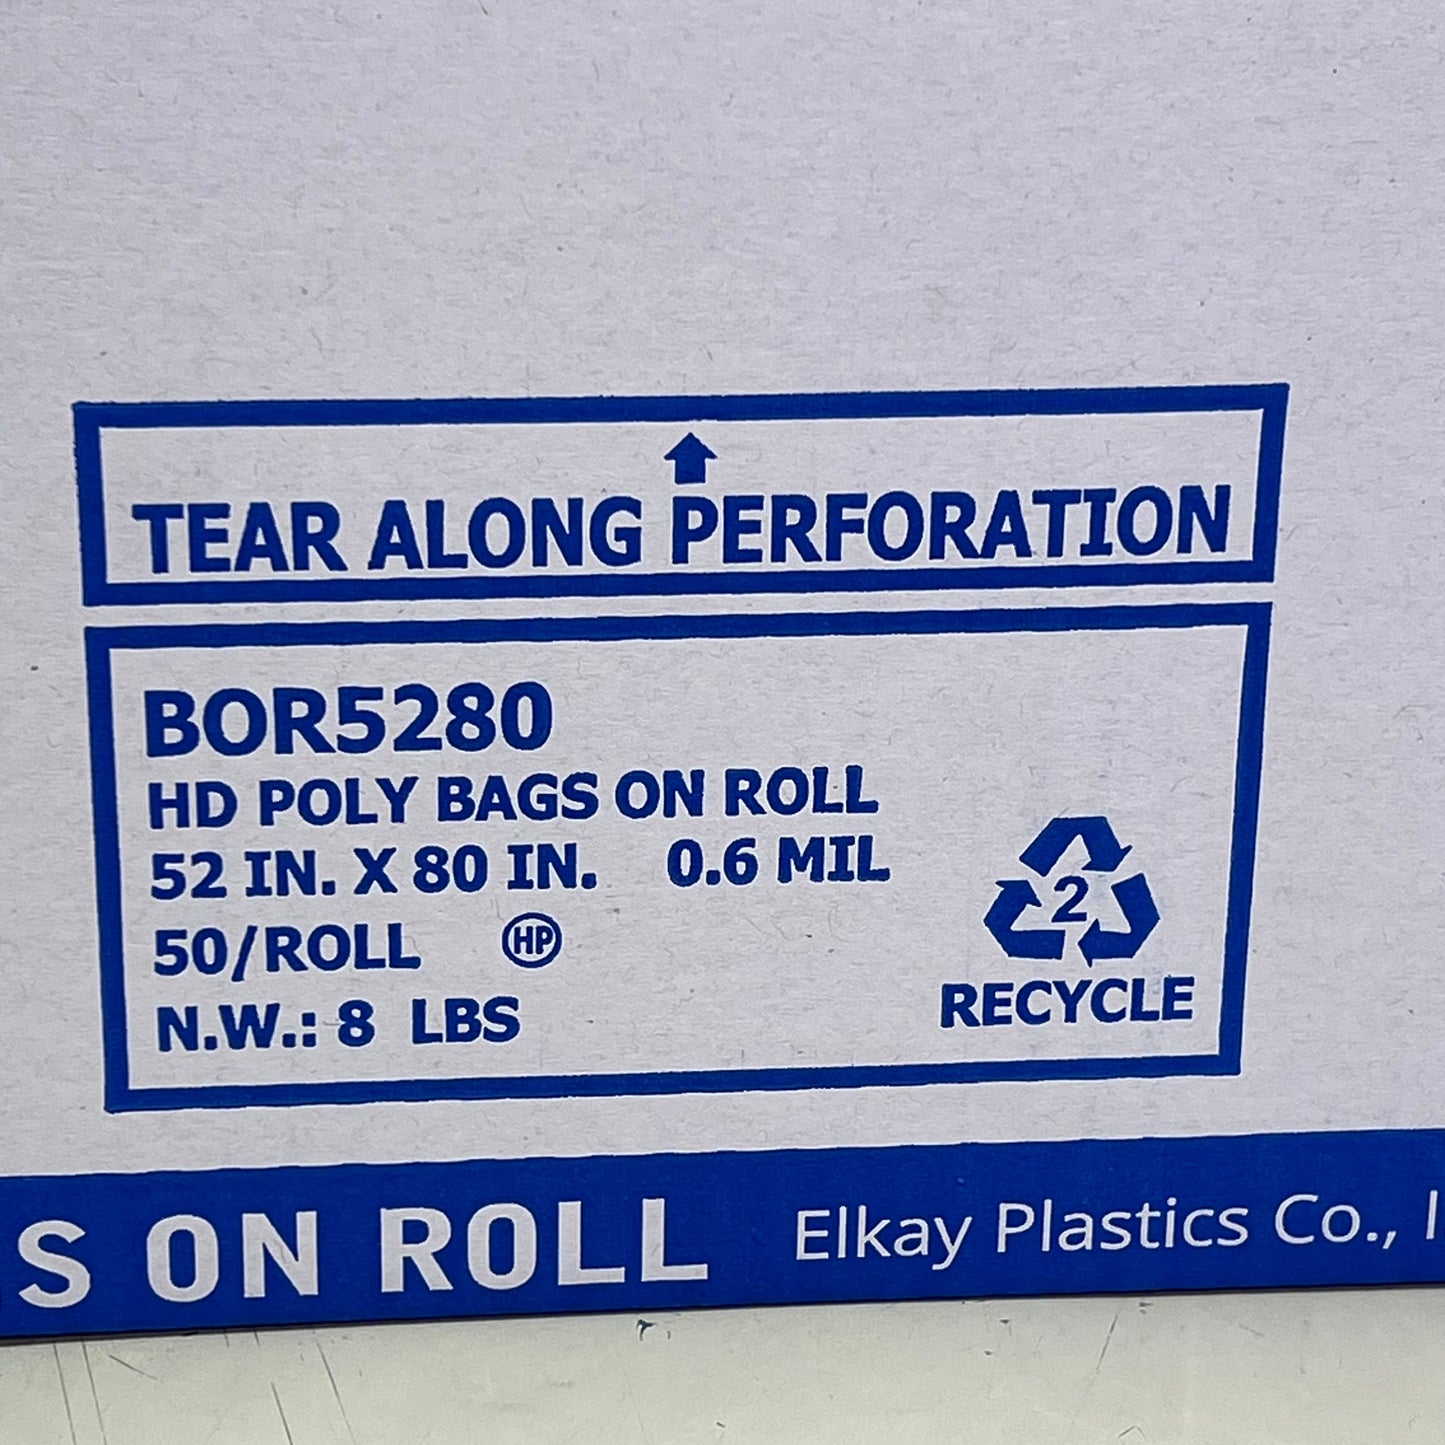 TEAR ALONG PERFORATION
BOR5280
HD POLY BAGS ON ROLL
52 IN. X 80 IN. 0.6 MIL
50/ROLL HP
N.W.: 8 LBS
2
RECYCLE
S ON ROLL Elkay Plastics Co., I